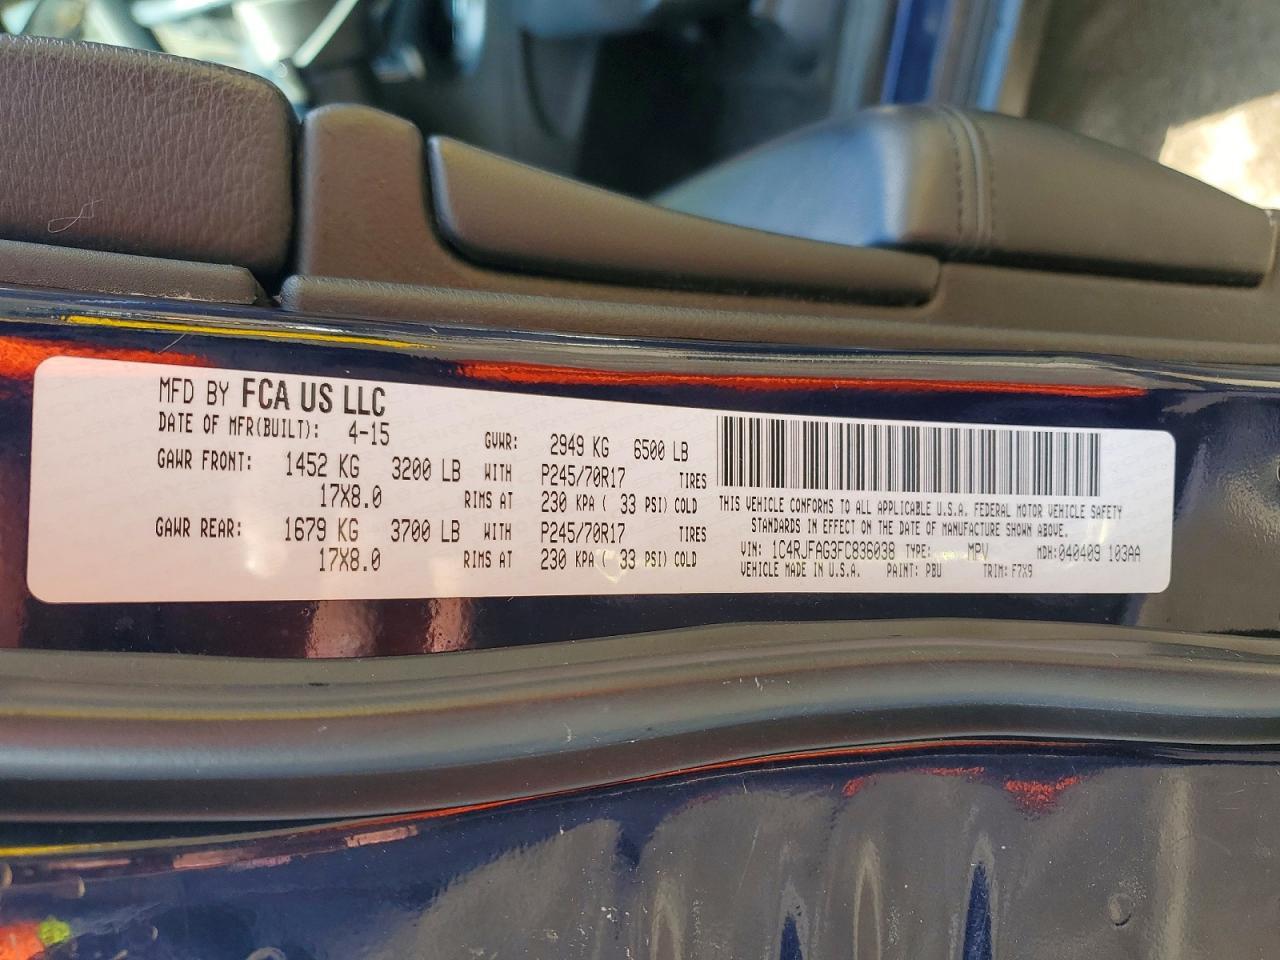 MFD BY FCA US LLC
DATE OF MFR(BUILT): 4-15 GVWR: 2949 KG 6500 LB
GAWR FRONT: 1452 KG 3200 LB WITH P245/70R17 TIRES
17X8.0 RIMS AT 230 KPA ( 33 PSI) COLD
GAWR REAR: 1679 KG 3700 LB WITH P245/70R17 TIRES
17X8.0 RIMS AT 230 KPA ( 33 PSI) COLD
THIS VEHICLE CONFORMS TO ALL APPLICABLE U.S.A. FEDERAL MOTOR VEHICLE SAFETY
STANDARDS IN EFFECT ON THE DATE OF MANUFACTURE SHOWN ABOVE.
VIN: 1C4RJFAG3FC836038 TYPE: MPV MDH:040409 103AA
VEHICLE MADE IN U.S.A. PAINT: PBU TRIM: F7X9